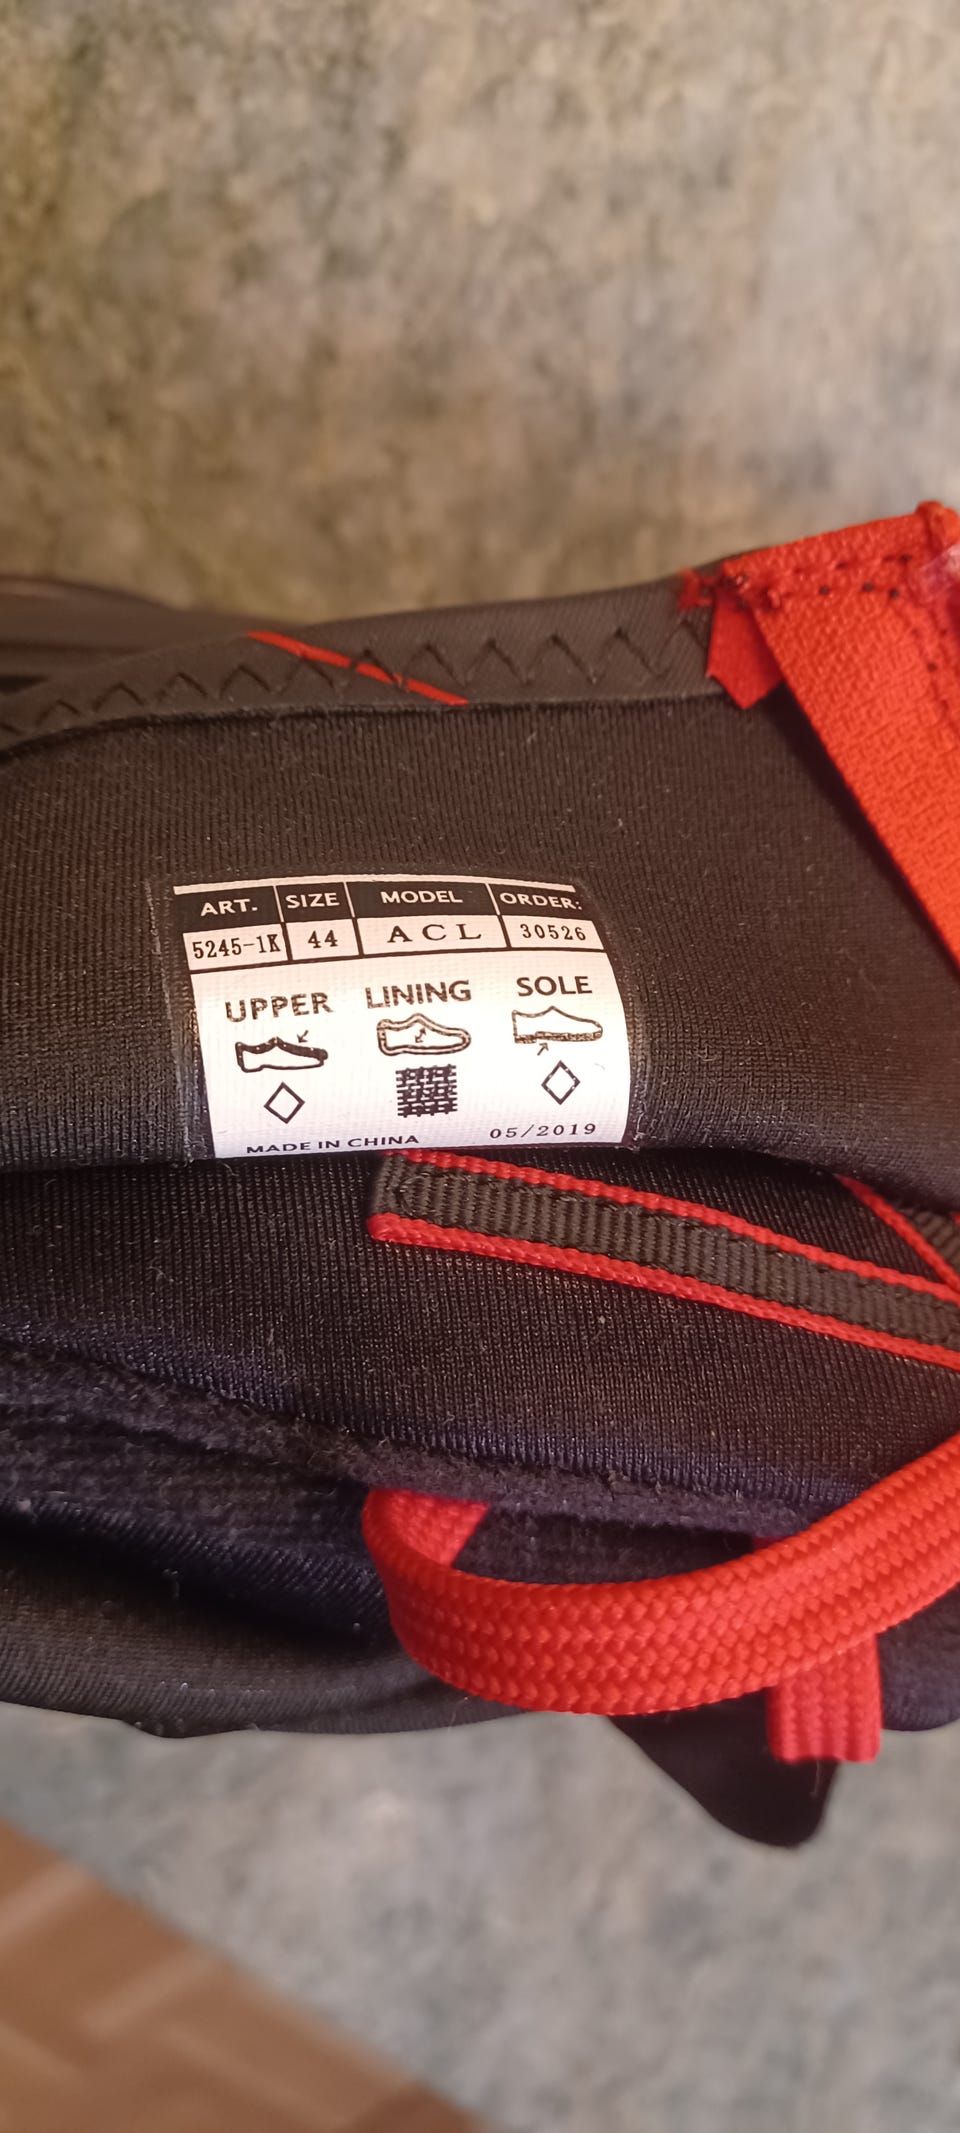 ART. SIZE MODEL ORDER:
5245-1K 44 ACL 30526
UPPER LINING SOLE
MADE IN CHINA 05/2019